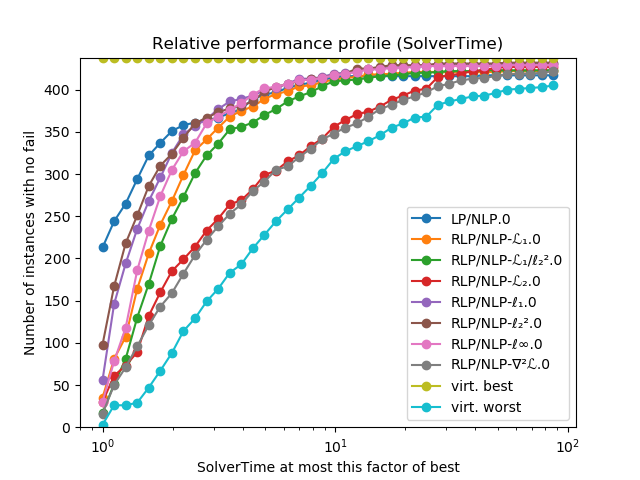 Relative performance profile (SolverTime)
Number of instances with no fail
400
350
300
250
200
150
100
50
0
LP/NLP.0
RLP/NLP-ℒ₁.0
RLP/NLP-ℒ₁/ℓ₂².0
RLP/NLP-ℒ₂.0
RLP/NLP-ℓ₁.0
RLP/NLP-ℓ₂².0
RLP/NLP-ℓ∞.0
RLP/NLP-∇²ℒ.0
virt. best
virt. worst
10⁰
10¹
10²
SolverTime at most this factor of best